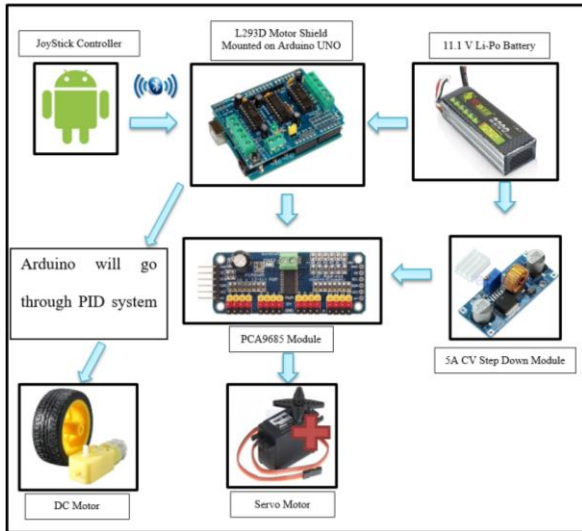 JoyStick Controller
L293D Motor Shield
Mounted on Arduino UNO
11.1 V Li-Po Battery
Arduino will go
through PID system
PCA9685 Module
5A CV Step Down Module
DC Motor
Servo Motor